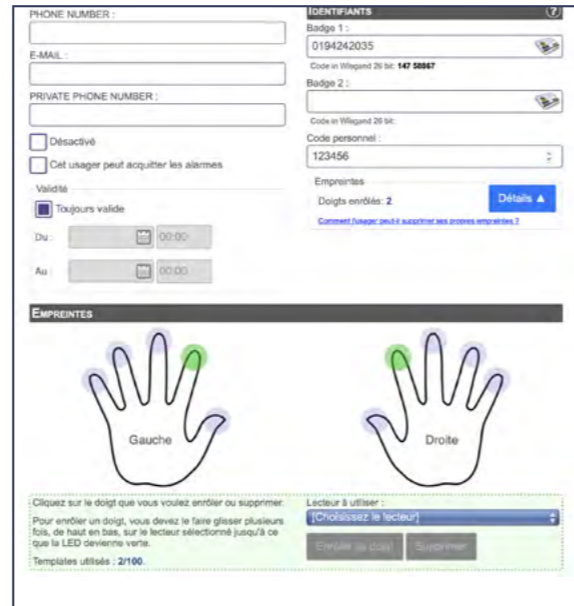 PHONE NUMBER :
E-MAIL :
PRIVATE PHONE NUMBER :
Désactivé
Cet usager peut acquitter les alarmes
Validité
Toujours valide
Du :
00:00
Au :
00:00
IDENTIFIANTS
?
Badge 1 :
0194242035
Code in Wiegand 26 bit: 147 58867
Badge 2 :
Code in Wiegand 26 bit:
Code personnel :
123456
Empreintes
Doigts enrôlés: 2
Détails ▲
Comment l'usager peut-il supprimer ses propres empreintes ?
EMPREINTES
Gauche
Droite
Cliquez sur le doigt que vous voulez enrôler ou supprimer.
Pour enrôler un doigt, vous devez le faire glisser plusieurs
fois, de haut en bas, sur le lecteur sélectionné jusqu'à ce
que la LED devienne verte.
Templates utilisés : 2/100.
Lecteur à utiliser :
[Choisissez le lecteur]
Enrôler ce doigt
Supprimer